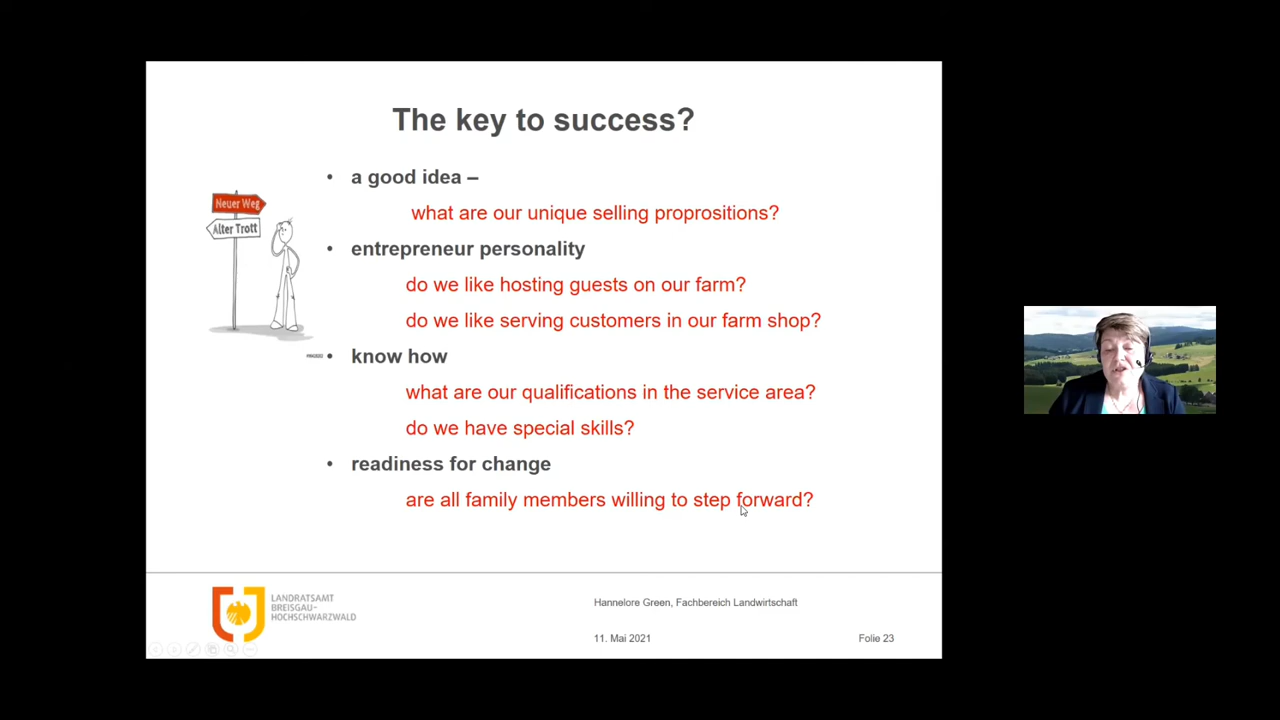 The key to success?
• a good idea –
what are our unique selling proprositions?
• entrepreneur personality
do we like hosting guests on our farm?
do we like serving customers in our farm shop?
• know how
what are our qualifications in the service area?
do we have special skills?
• readiness for change
are all family members willing to step forward?
Neuer Weg
Alter Trott
LANDRATSAMT
BREISGAU-
HOCHSCHWARZWALD
Hannelore Green, Fachbereich Landwirtschaft
11. Mai 2021
Folie 23